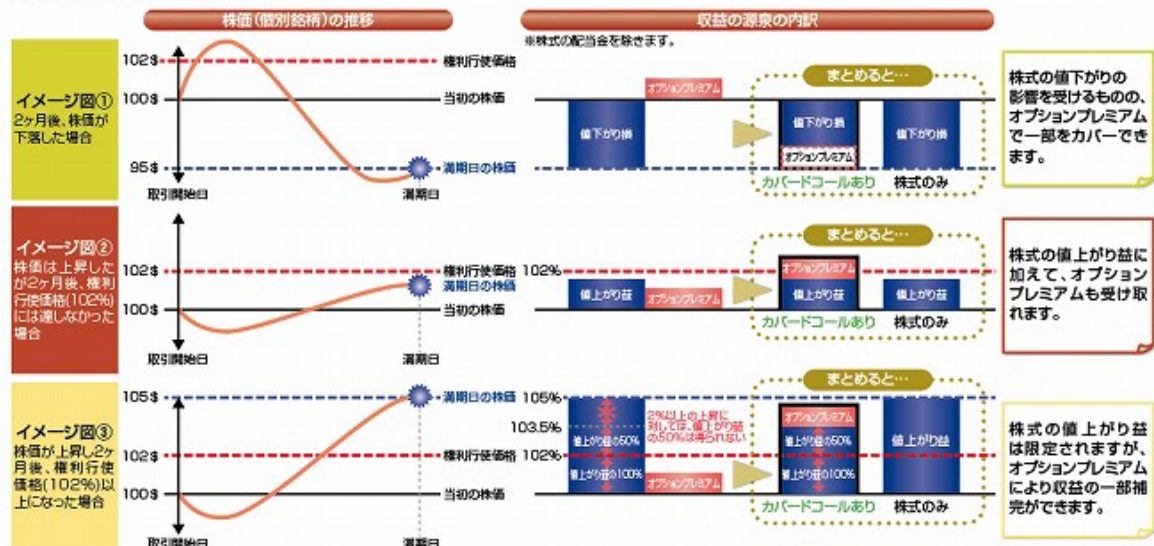 株価(個別銘柄)の推移
収益の源泉の内訳
※株式の配当金を除きます。
イメージ図①
2ヶ月後、株価が
下落した場合
102$
100$
95$
権利行使価格
当初の株価
満期日の株価
取引開始日
満期日
値下がり損
オプションプレミアム
まとめると…
値下がり損
オプションプレミアム
値下がり損
カバードコールあり
株式のみ
株式の値下がりの
影響を受けるものの、
オプションプレミアム
で一部をカバーでき
ます。
イメージ図②
株価は上昇した
が2ヶ月後、権利
行使価格(102%)
には達しなかった
場合
102$
100$
権利行使価格
満期日の株価
当初の株価
取引開始日
満期日
102%
値上がり益
オプションプレミアム
まとめると…
オプションプレミアム
値上がり益
値上がり益
カバードコールあり
株式のみ
株式の値上がり益に
加えて、オプション
プレミアムも受け取
れます。
イメージ図③
株価が上昇し2ヶ
月後、権利行使
価格(102%)以
上になった場合
105$
102$
100$
満期日の株価
権利行使価格
当初の株価
取引開始日
満期日
105%
103.5%
102%
値上がり益の50%
値上がり益の100%
2%以上の上昇に
対しては、値上がり益
の50%は得られない
オプションプレミアム
まとめると…
オプションプレミアム
値上がり益の50%
値上がり益の100%
値上がり益
カバードコールあり
株式のみ
株式の値上がり益
は限定されますが、
オプションプレミアム
により収益の一部補
完ができます。